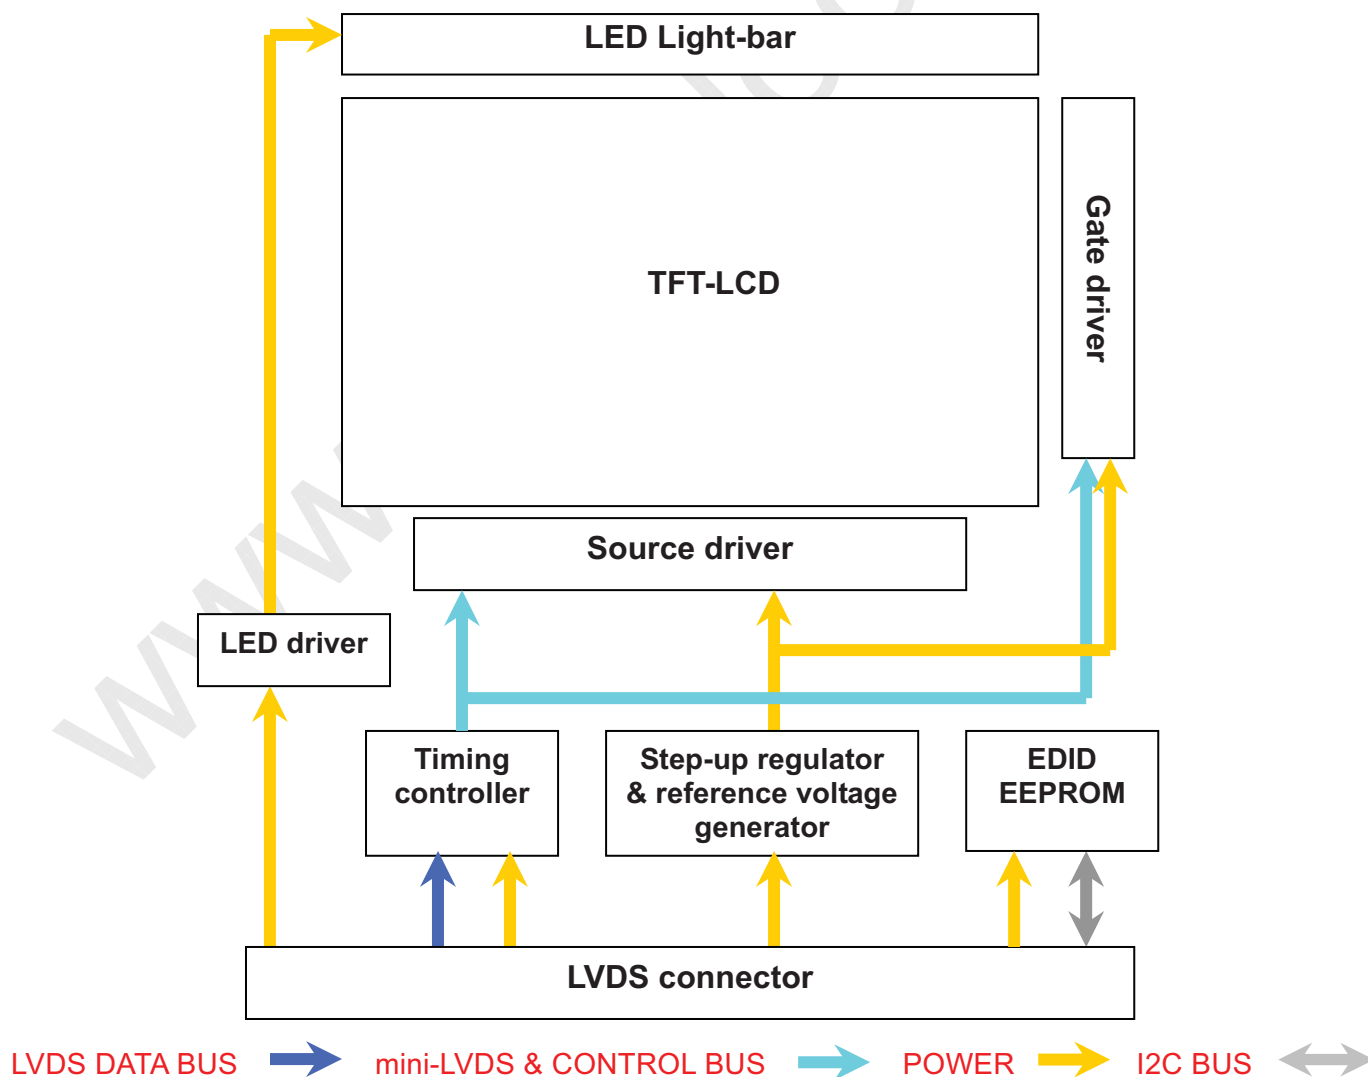 LED Light-bar
TFT-LCD
Gate driver
Source driver
LED driver
Timing
controller
Step-up regulator
& reference voltage
generator
EDID
EEPROM
LVDS connector
LVDS DATA BUS mini-LVDS & CONTROL BUS POWER I2C BUS